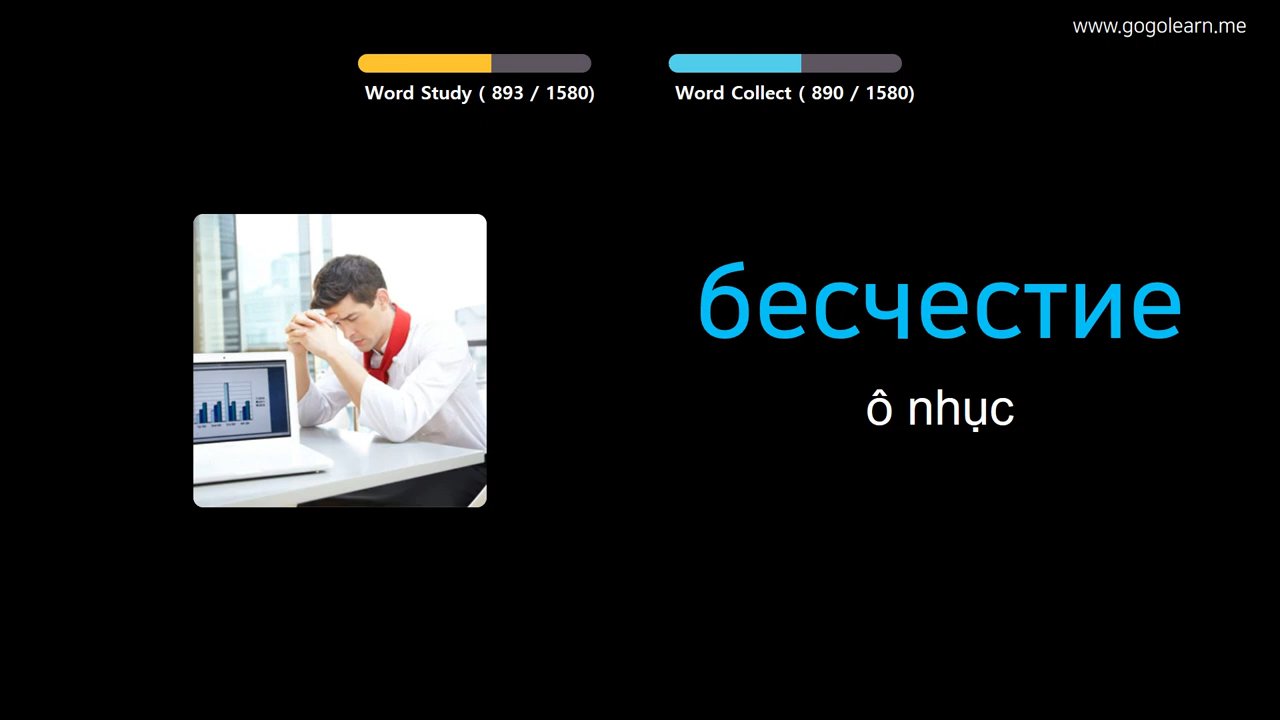 www.gogolearn.me
Word Study ( 893 / 1580)
Word Collect ( 890 / 1580)
бесчестие
ô nhục